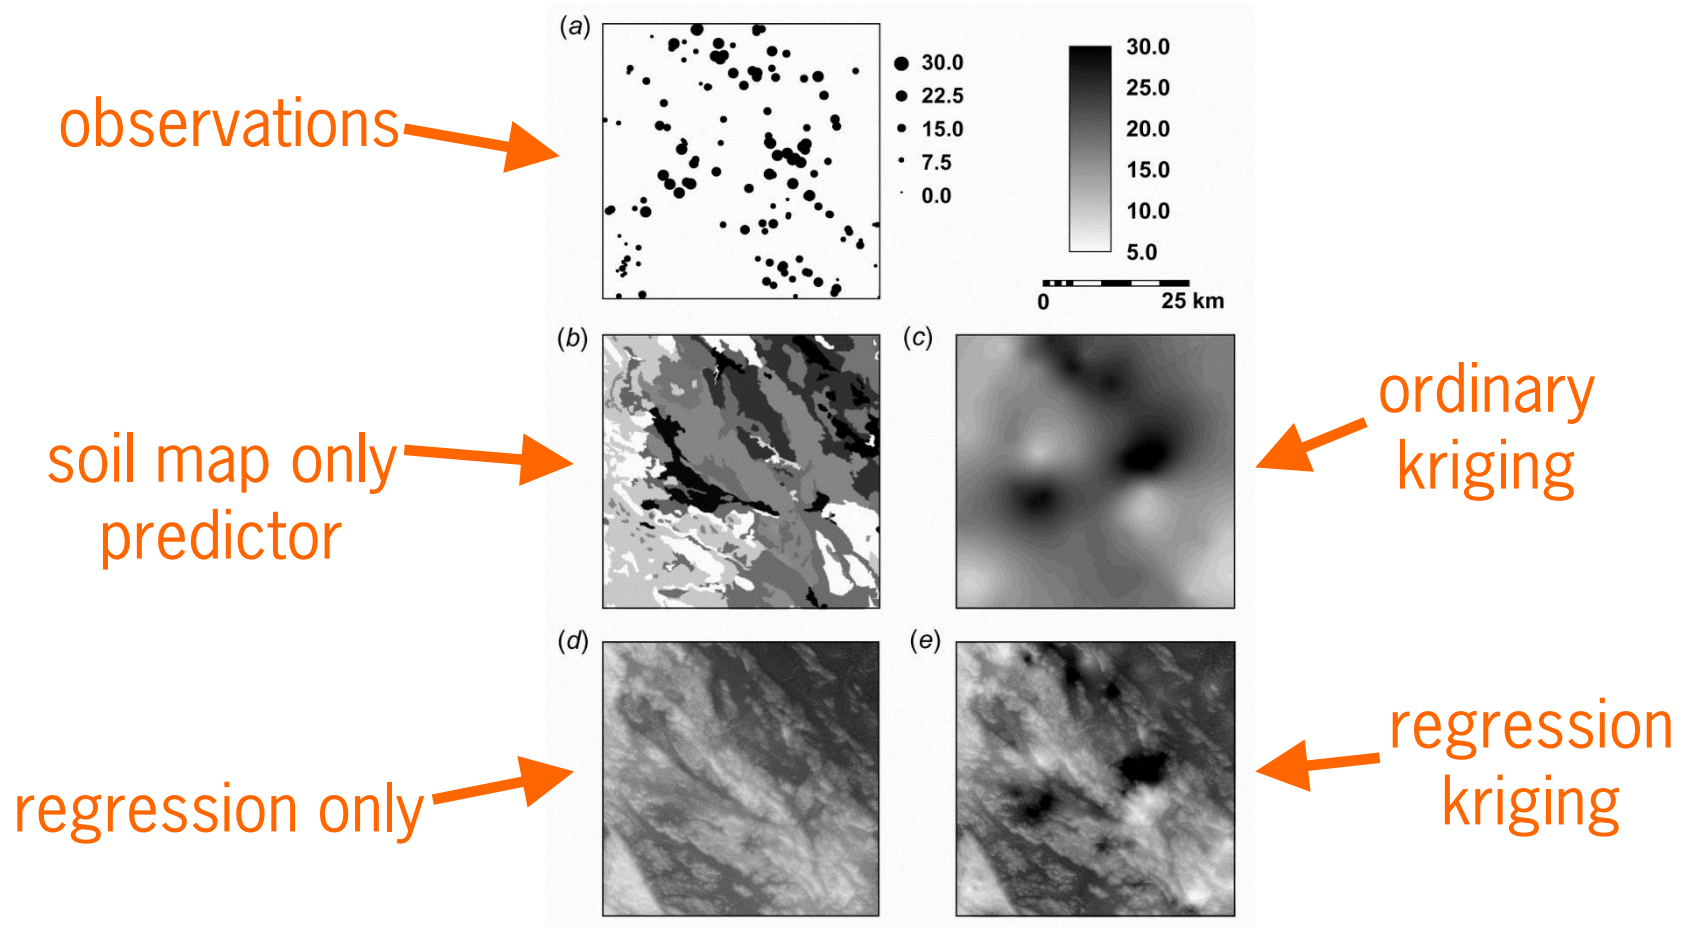 (a)
30.0
22.5
15.0
7.5
0.0
30.0
25.0
20.0
15.0
10.0
5.0
0 25 km
observations
(b)
(c)
soil map only
predictor
ordinary
kriging
(d)
(e)
regression only
regression
kriging